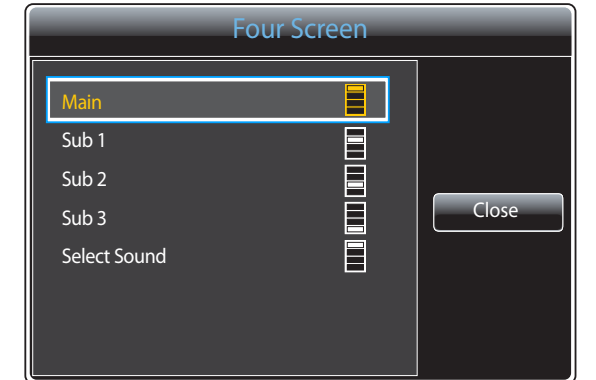 Four Screen
Main
Sub 1
Sub 2
Sub 3
Select Sound
Close